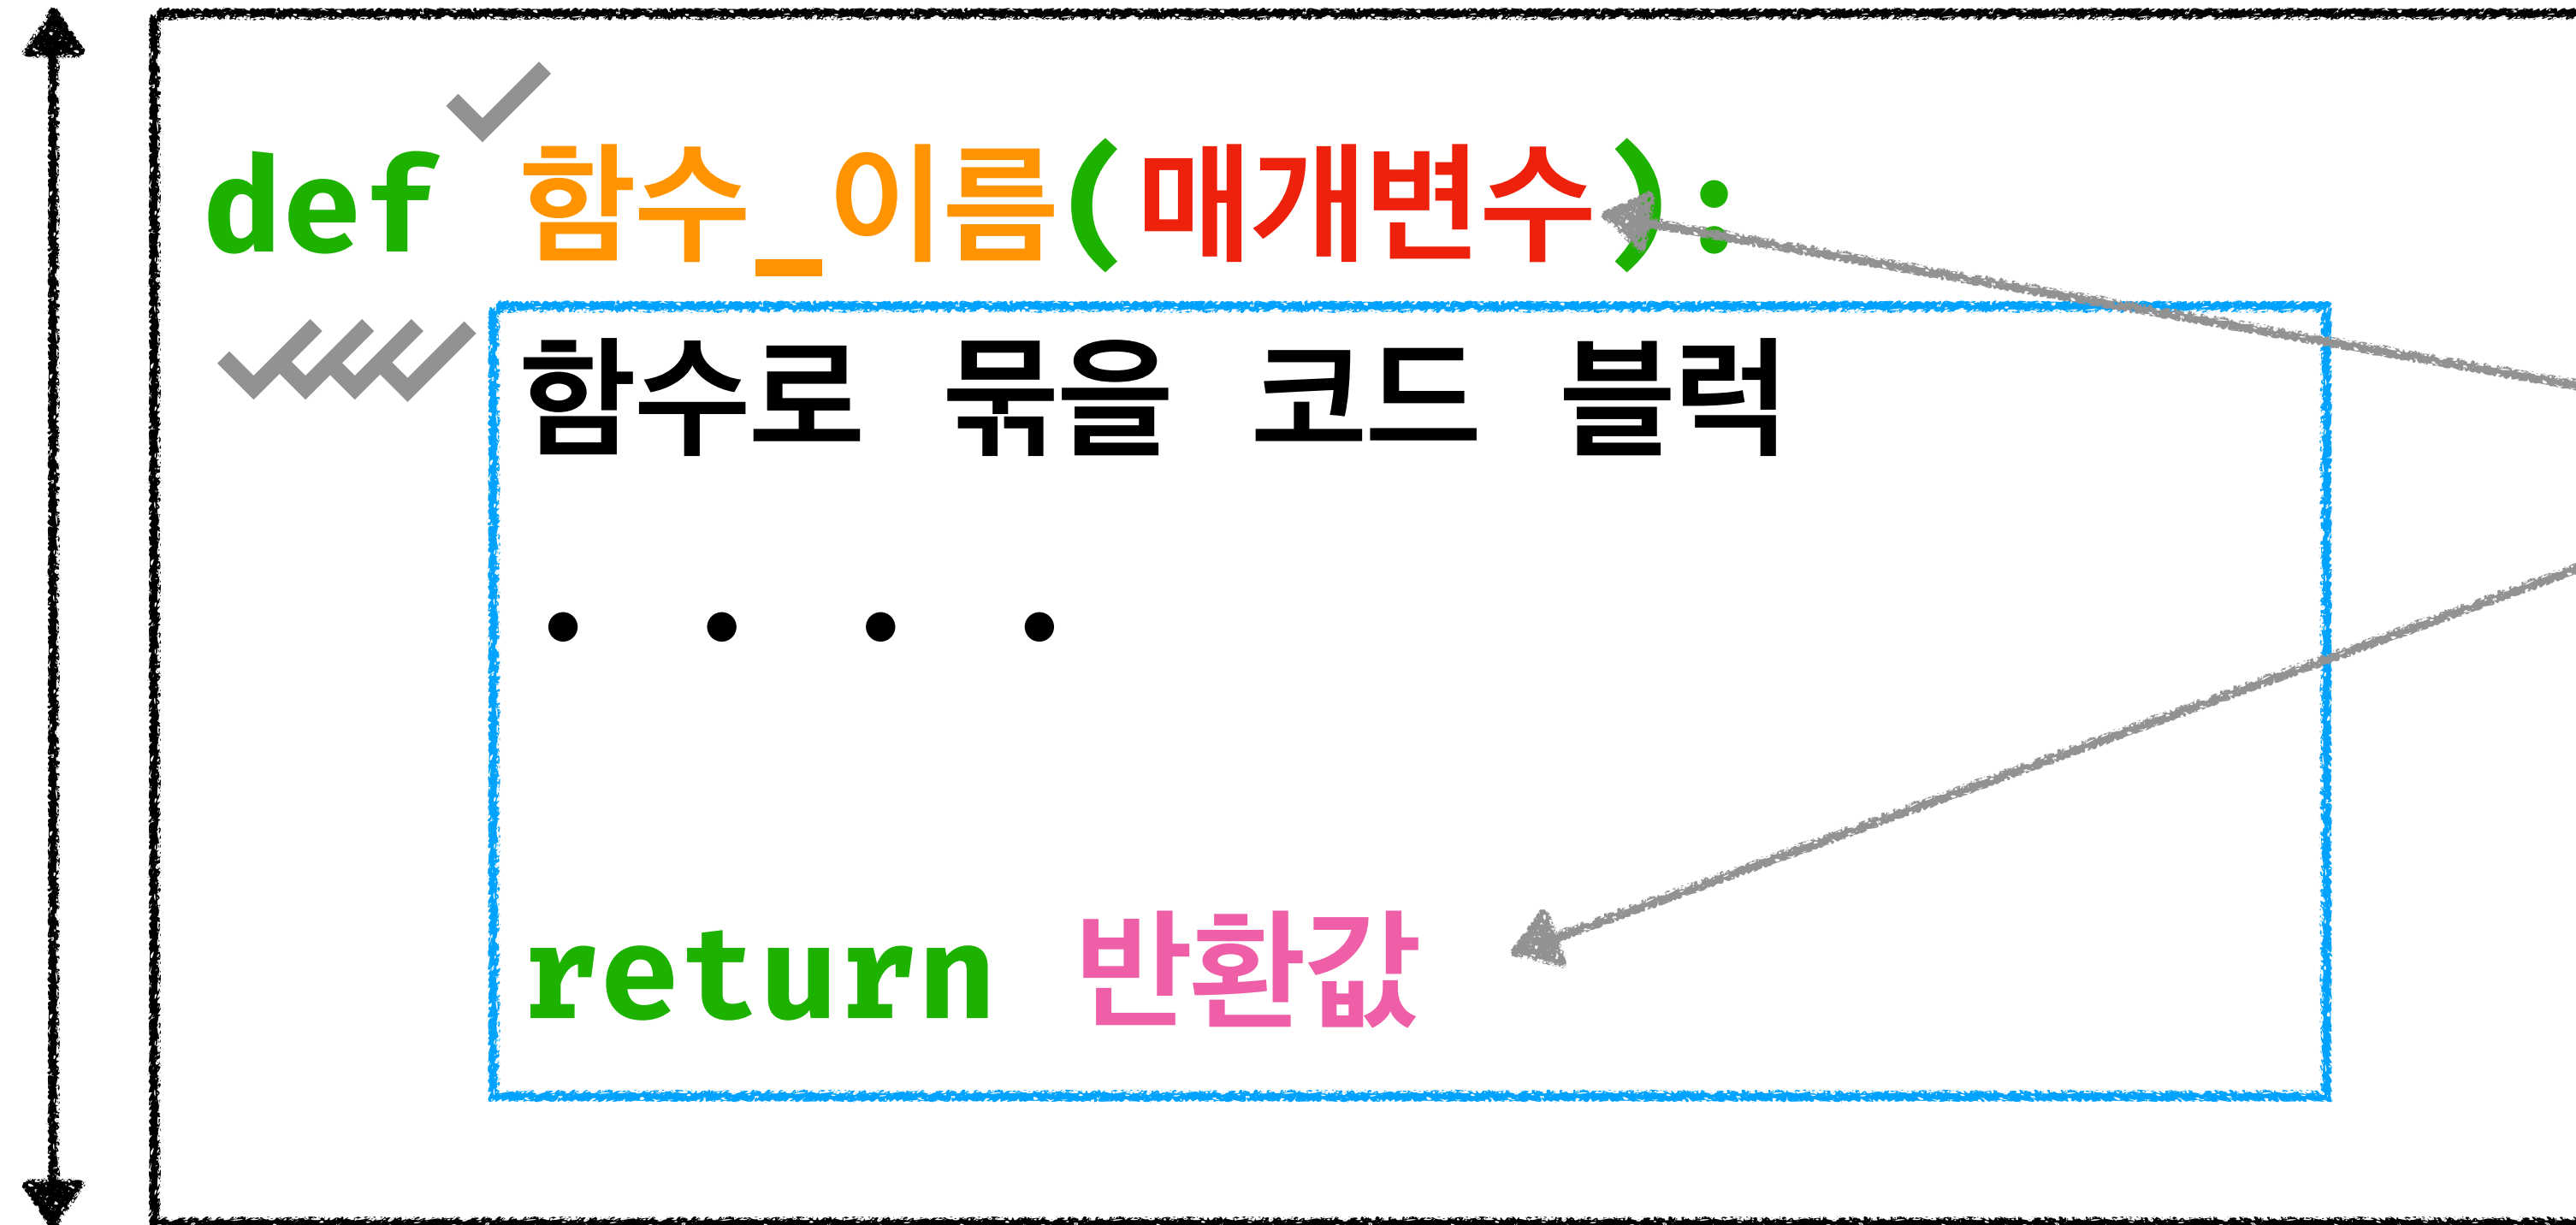 def 함수_이름(매개변수):
함수로 묶을 코드 블럭
. . . .
return 반환값